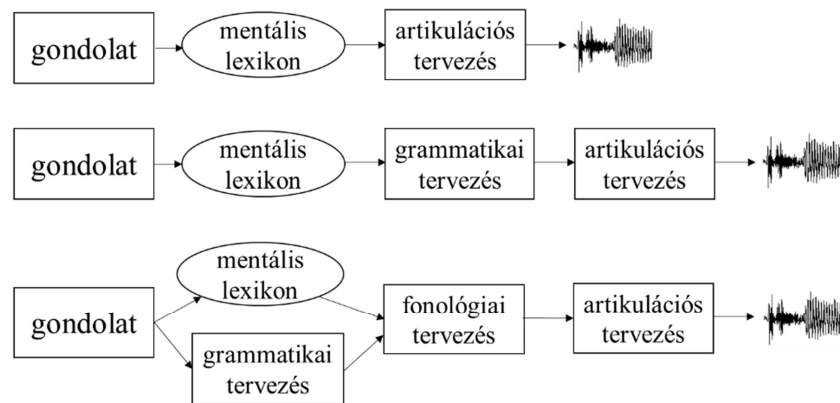 gondolat
mentális
lexikon
artikulációs
tervezés
gondolat
mentális
lexikon
grammatikai
tervezés
artikulációs
tervezés
gondolat
mentális
lexikon
grammatikai
tervezés
fonológiai
tervezés
artikulációs
tervezés